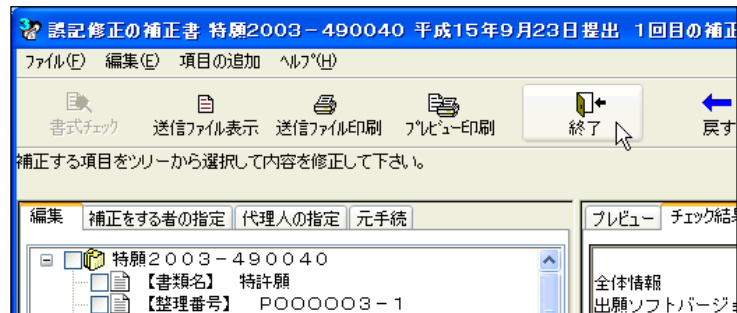 誤記修正の補正書 特願2003-490040 平成15年9月23日提出 1回目の補正
ﾌｧｲﾙ(F) 編集(E) 項目の追加 ﾍﾙﾌﾟ(H)
書式ﾁｪｯｸ 送信ﾌｧｲﾙ表示 送信ﾌｧｲﾙ印刷 ﾌﾟﾚﾋﾞｭｰ印刷 終了 戻す
補正する項目をツリーから選択して内容を修正して下さい。
編集 補正をする者の指定 代理人の指定 元手続 プレビュー チェック結果
特願２００３－４９００４０
【書類名】 特許願 全体情報
【整理番号】 Ｐ０００００３－１ 出願ソフトバージョ